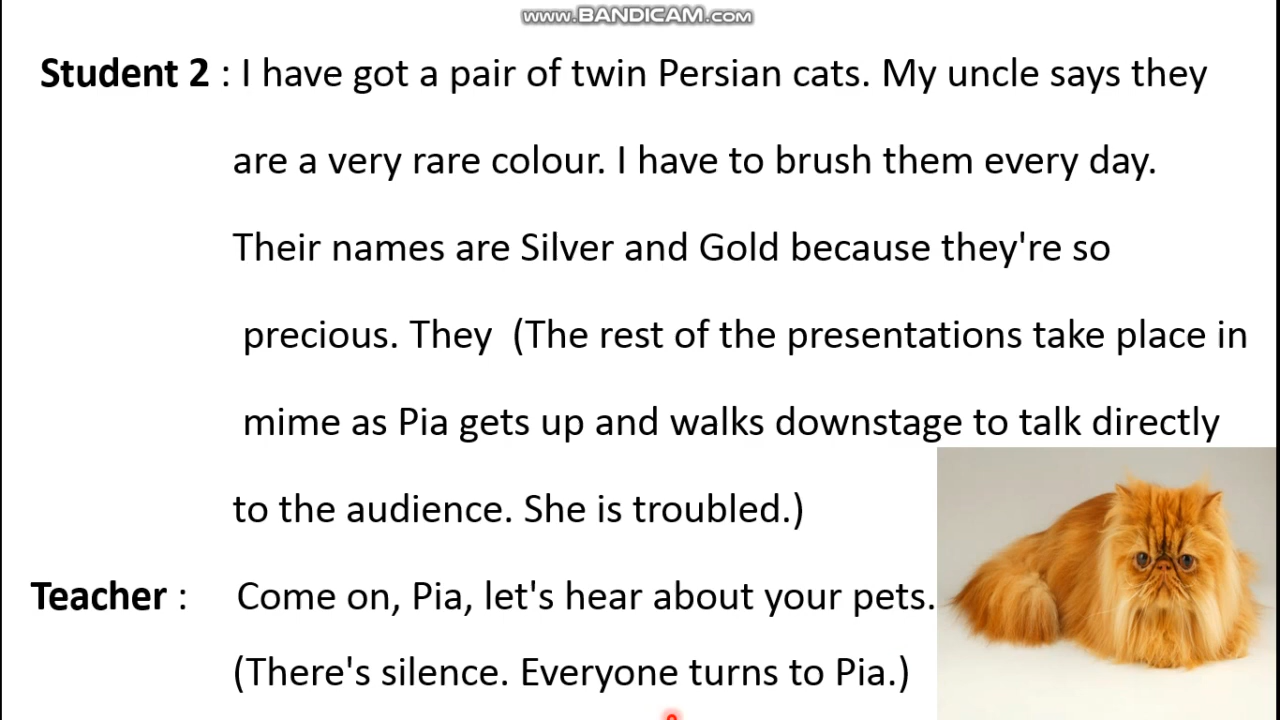 www.BANDICAM.com
Student 2 : I have got a pair of twin Persian cats. My uncle says they
are a very rare colour. I have to brush them every day.
Their names are Silver and Gold because they're so
precious. They (The rest of the presentations take place in
mime as Pia gets up and walks downstage to talk directly
to the audience. She is troubled.)
Teacher : Come on, Pia, let's hear about your pets.
(There's silence. Everyone turns to Pia.)